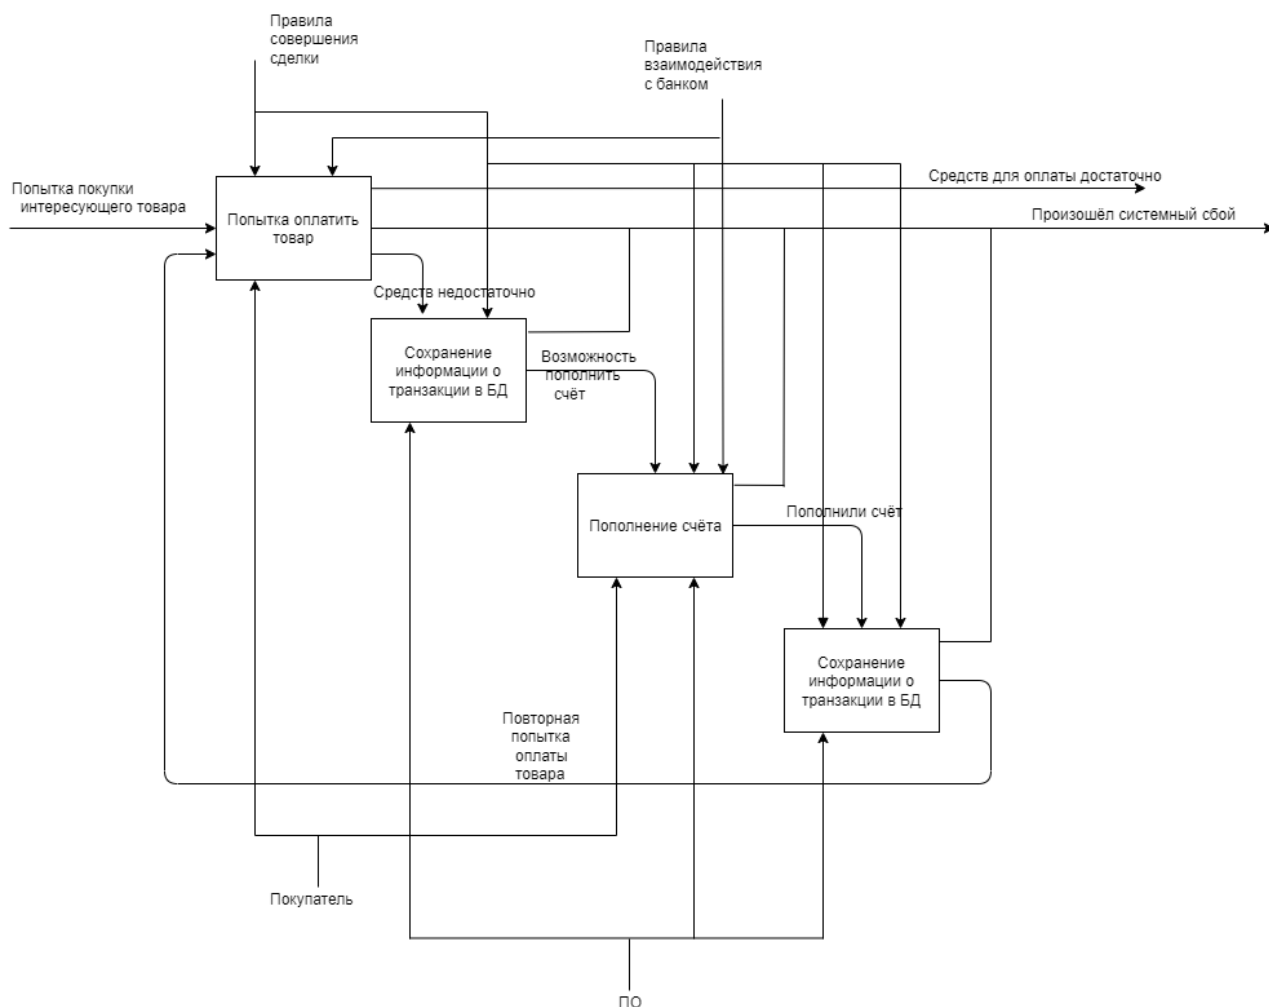 Правила
совершения
сделки
Правила
взаимодействия
с банком
Попытка покупки
интересующего товара
Средств для оплаты достаточно
Произошёл системный сбой
Попытка оплатить
товар
Средств недостаточно
Сохранение
информации о
транзакции в БД
Возможность
пополнить
счёт
Пополнение счёта
Пополнили счёт
Сохранение
информации о
транзакции в БД
Повторная
попытка
оплаты
товара
Покупатель
ПО